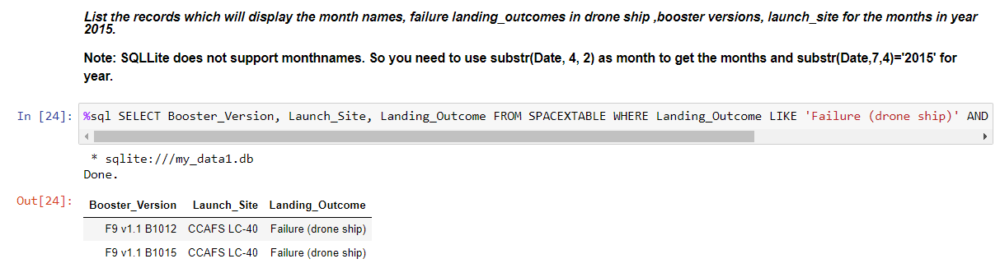 List the records which will display the month names, failure landing_outcomes in drone ship ,booster versions, launch_site for the months in year
2015.
Note: SQLLite does not support monthnames. So you need to use substr(Date, 4, 2) as month to get the months and substr(Date,7,4)='2015' for
year.
In [24]: %sql SELECT Booster_Version, Launch_Site, Landing_Outcome FROM SPACEXTABLE WHERE Landing_Outcome LIKE 'Failure (drone ship)' AND
* sqlite:///my_data1.db
Done.
Out[24]: Booster_Version Launch_Site Landing_Outcome
F9 v1.1 B1012 CCAFS LC-40 Failure (drone ship)
F9 v1.1 B1015 CCAFS LC-40 Failure (drone ship)